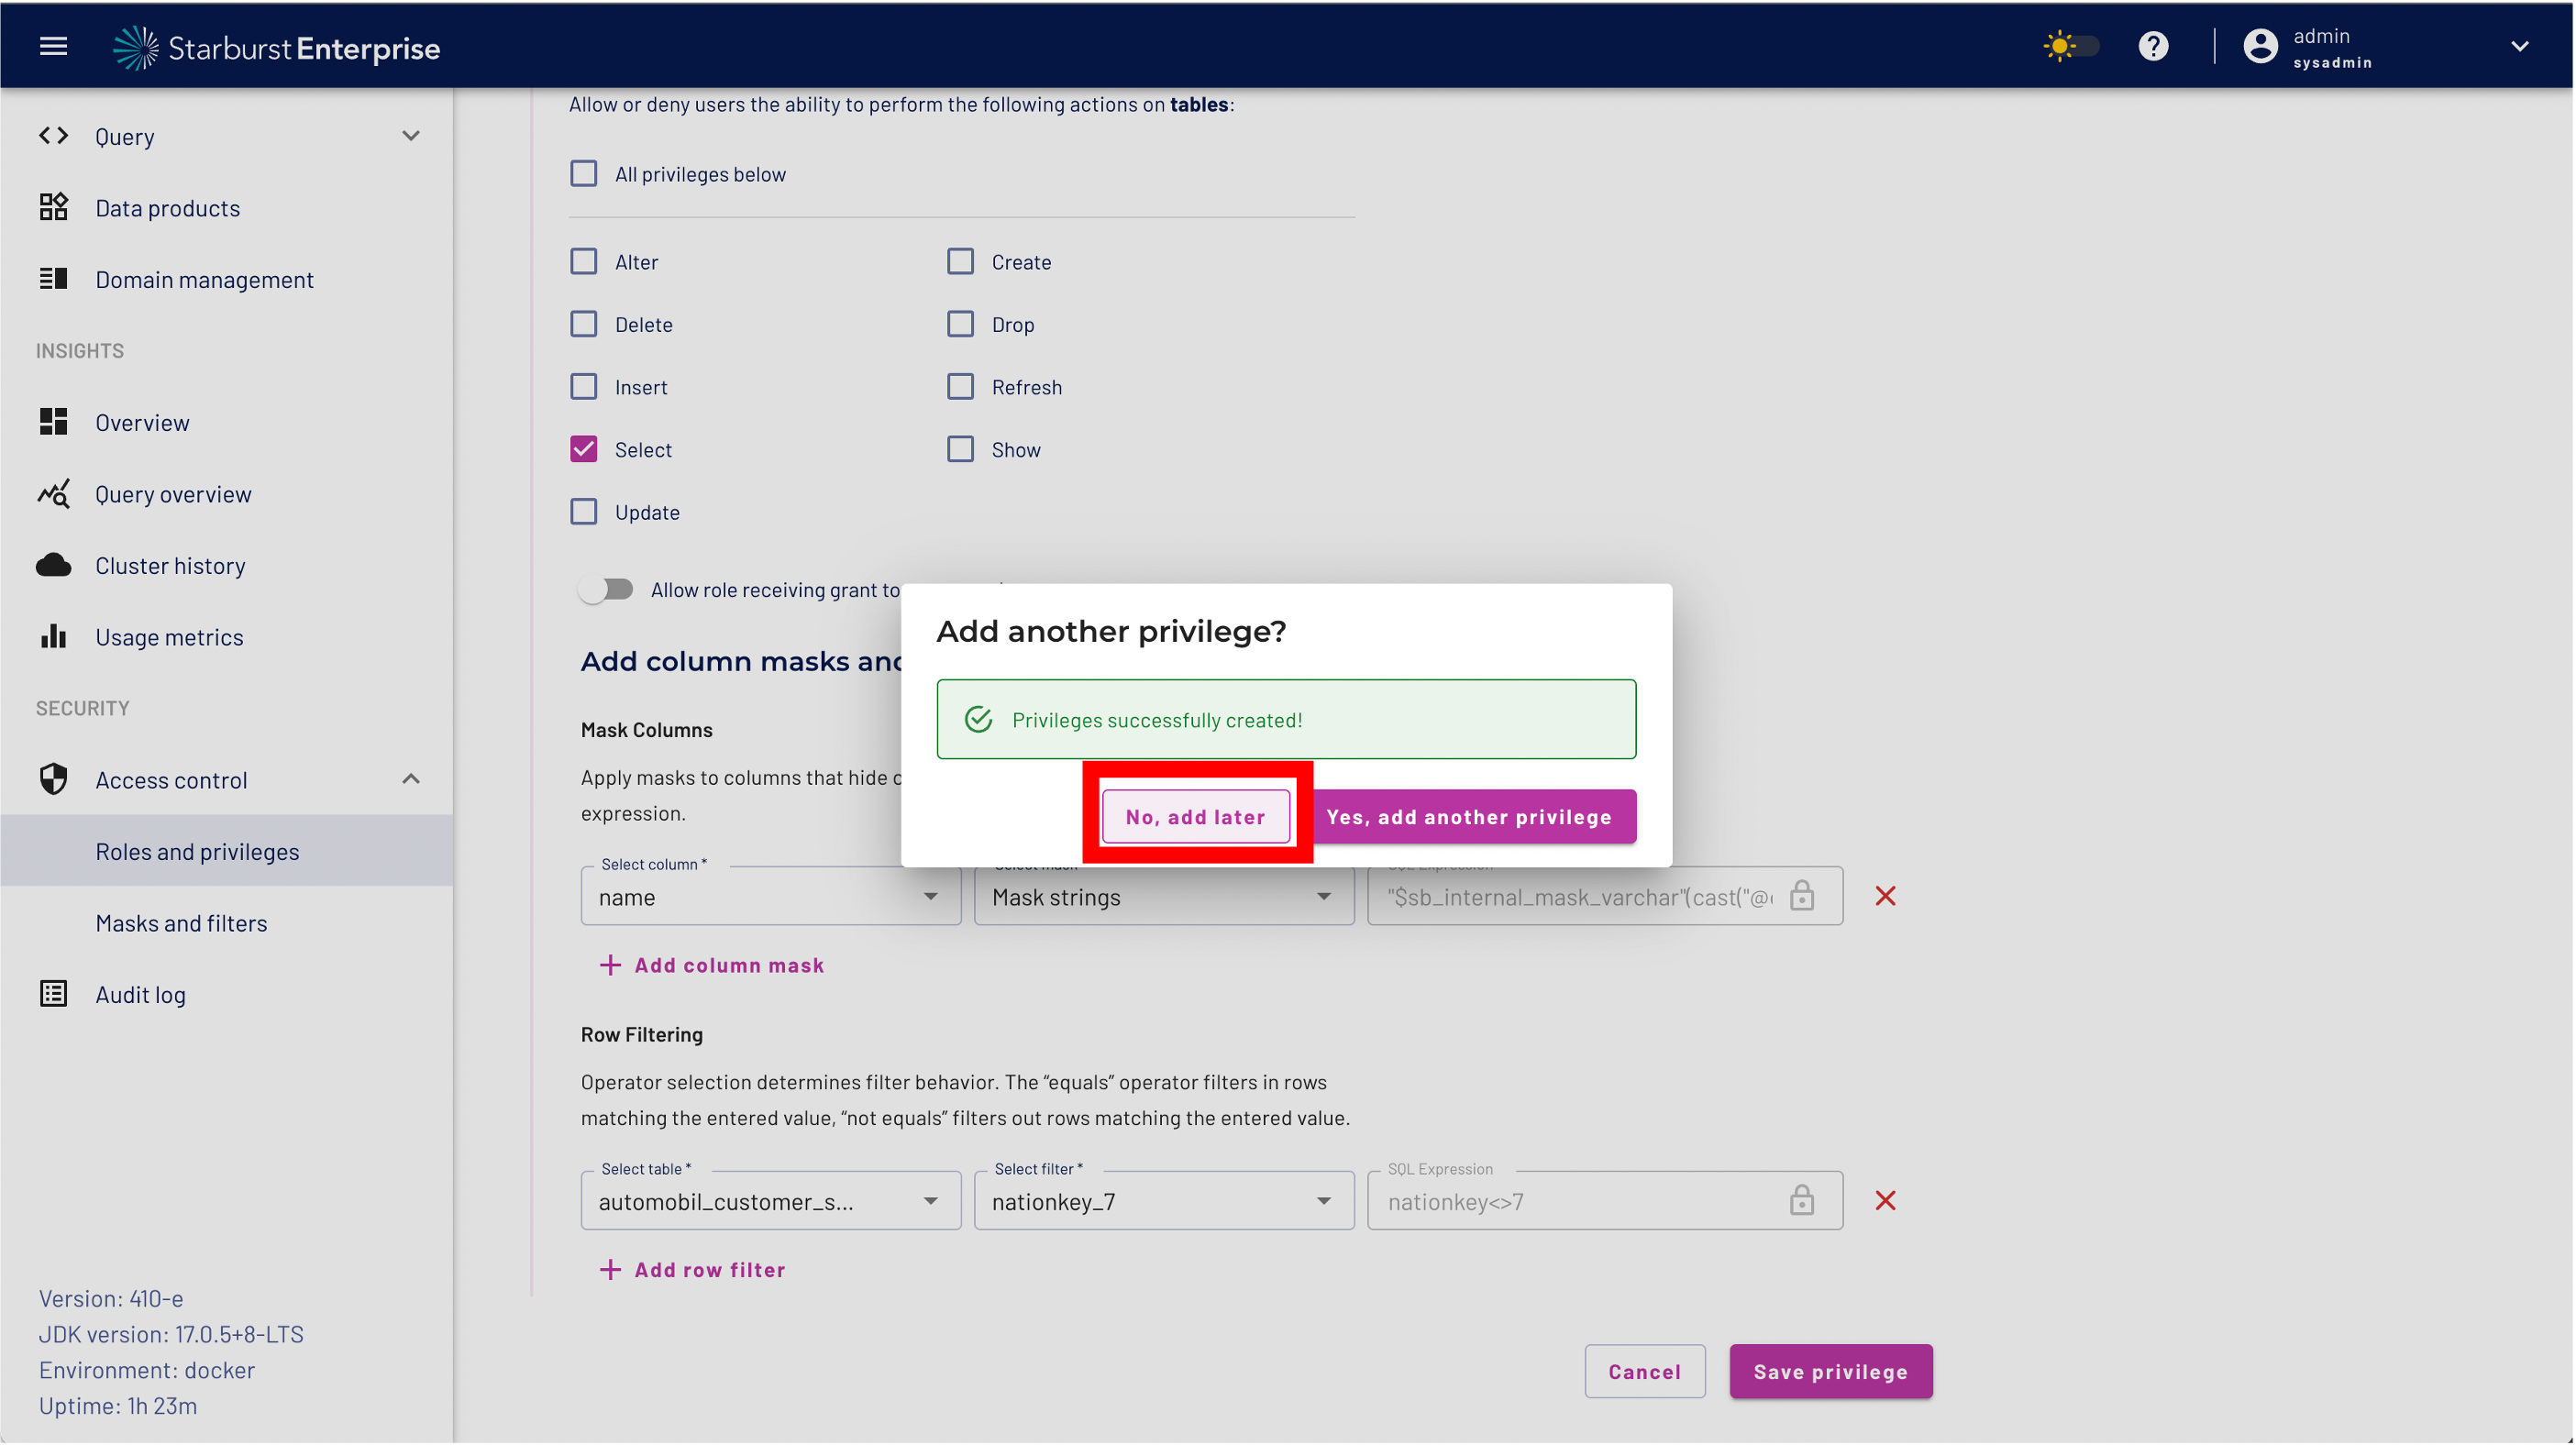 Starburst Enterprise
admin
sysadmin
Query
Data products
Domain management
INSIGHTS
Overview
Query overview
Cluster history
Usage metrics
SECURITY
Access control
Roles and privileges
Masks and filters
Audit log
Version: 410-e
JDK version: 17.0.5+8-LTS
Environment: docker
Uptime: 1h 23m
Allow or deny users the ability to perform the following actions on tables:
All privileges below
Alter
Create
Delete
Drop
Insert
Refresh
Select
Show
Update
Allow role receiving grant to
Add another privilege?
Privileges successfully created!
No, add later
Yes, add another privilege
Add column masks and
Mask Columns
Apply masks to columns that hide
expression.
Select column *
name
Select mask
Mask strings
SQL Expression
"$sb_internal_mask_varchar"(cast("@
Add column mask
Row Filtering
Operator selection determines filter behavior. The “equals” operator filters in rows
matching the entered value, “not equals” filters out rows matching the entered value.
Select table *
automobil_customer_s...
Select filter *
nationkey_7
SQL Expression
nationkey<>7
Add row filter
Cancel
Save privilege